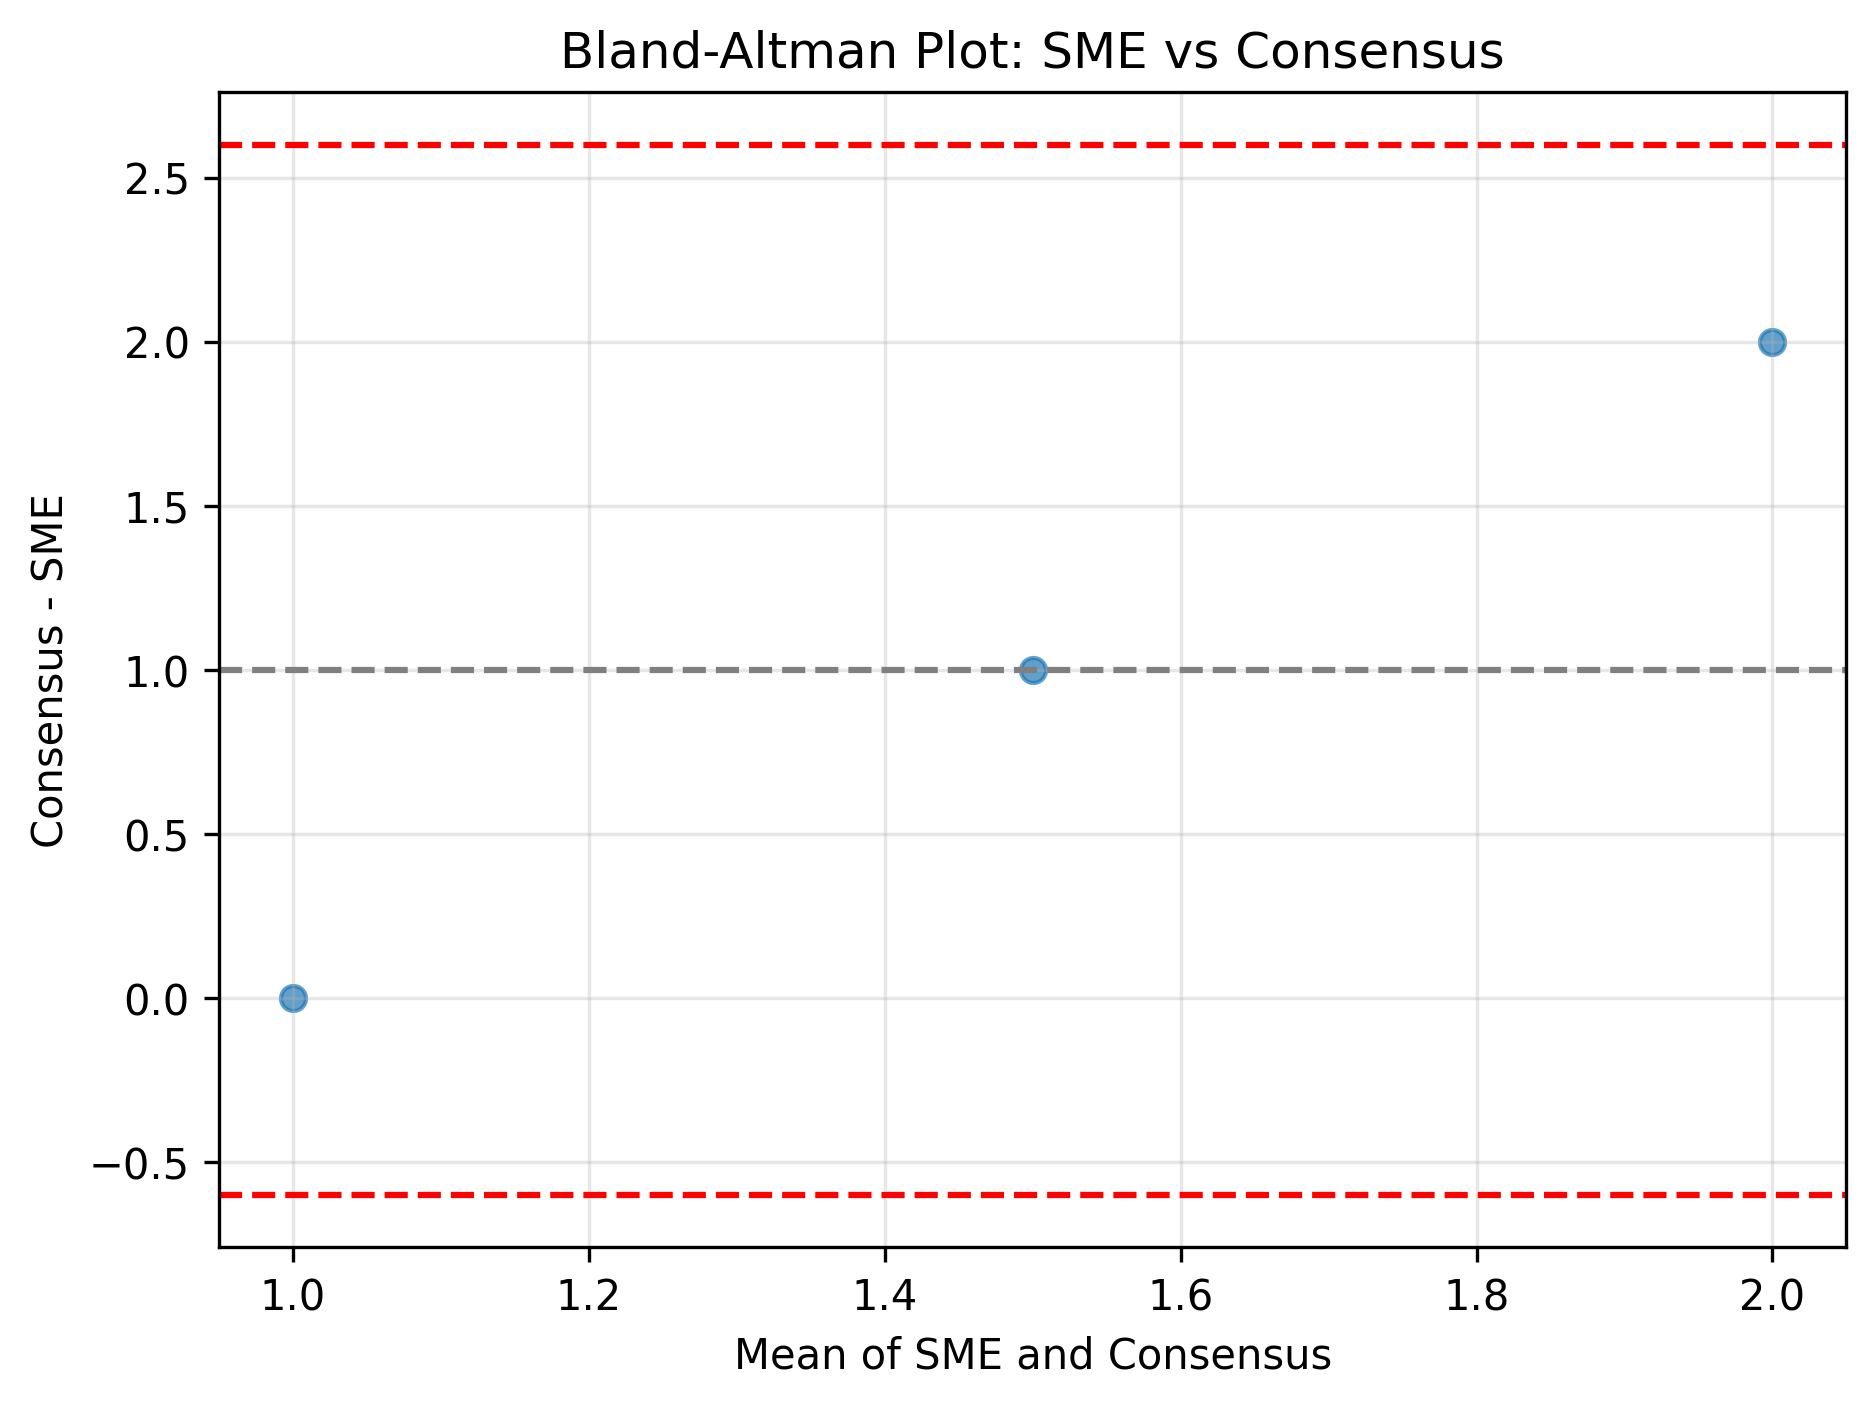 Bland-Altman Plot: SME vs Consensus
Consensus - SME
2.5
2.0
1.5
1.0
0.5
0.0
−0.5
1.0 1.2 1.4 1.6 1.8 2.0
Mean of SME and Consensus